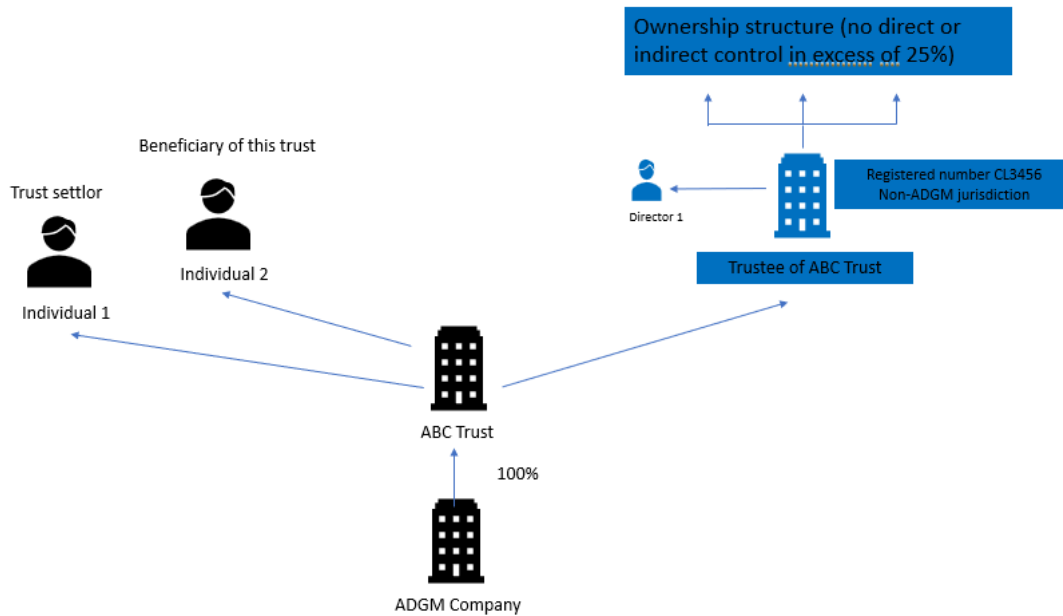 Ownership structure (no direct or
indirect control in excess of 25%)
Beneficiary of this trust
Trust settlor
Registered number CL3456
Non-ADGM jurisdiction
Director 1
Individual 2
Trustee of ABC Trust
Individual 1
ABC Trust
100%
ADGM Company